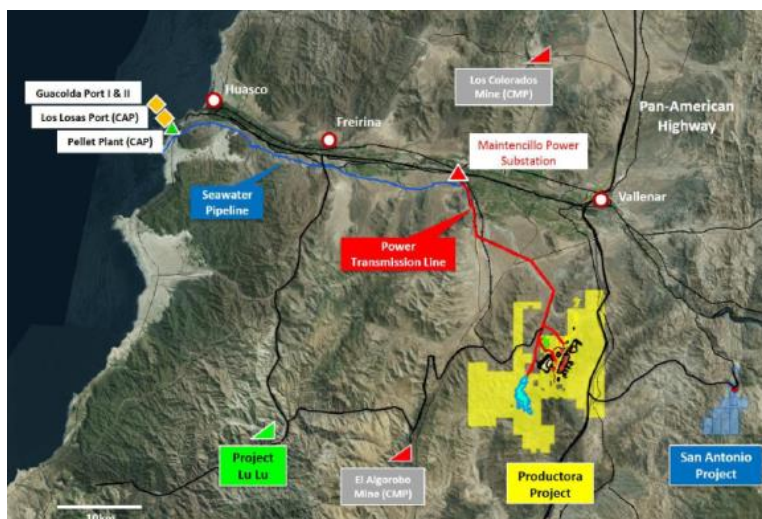 Guacolda Port I & II
Los Losas Port (CAP)
Pellet Plant (CAP)
Huasco
Freirina
Los Colorados
Mine (CMP)
Pan-American
Highway
Maintencillo Power
Substation
Vallenar
Seawater
Pipeline
Power
Transmission Line
Project
Lu Lu
El Algorobo
Mine (CMP)
Productora
Project
San Antonio
Project
10km